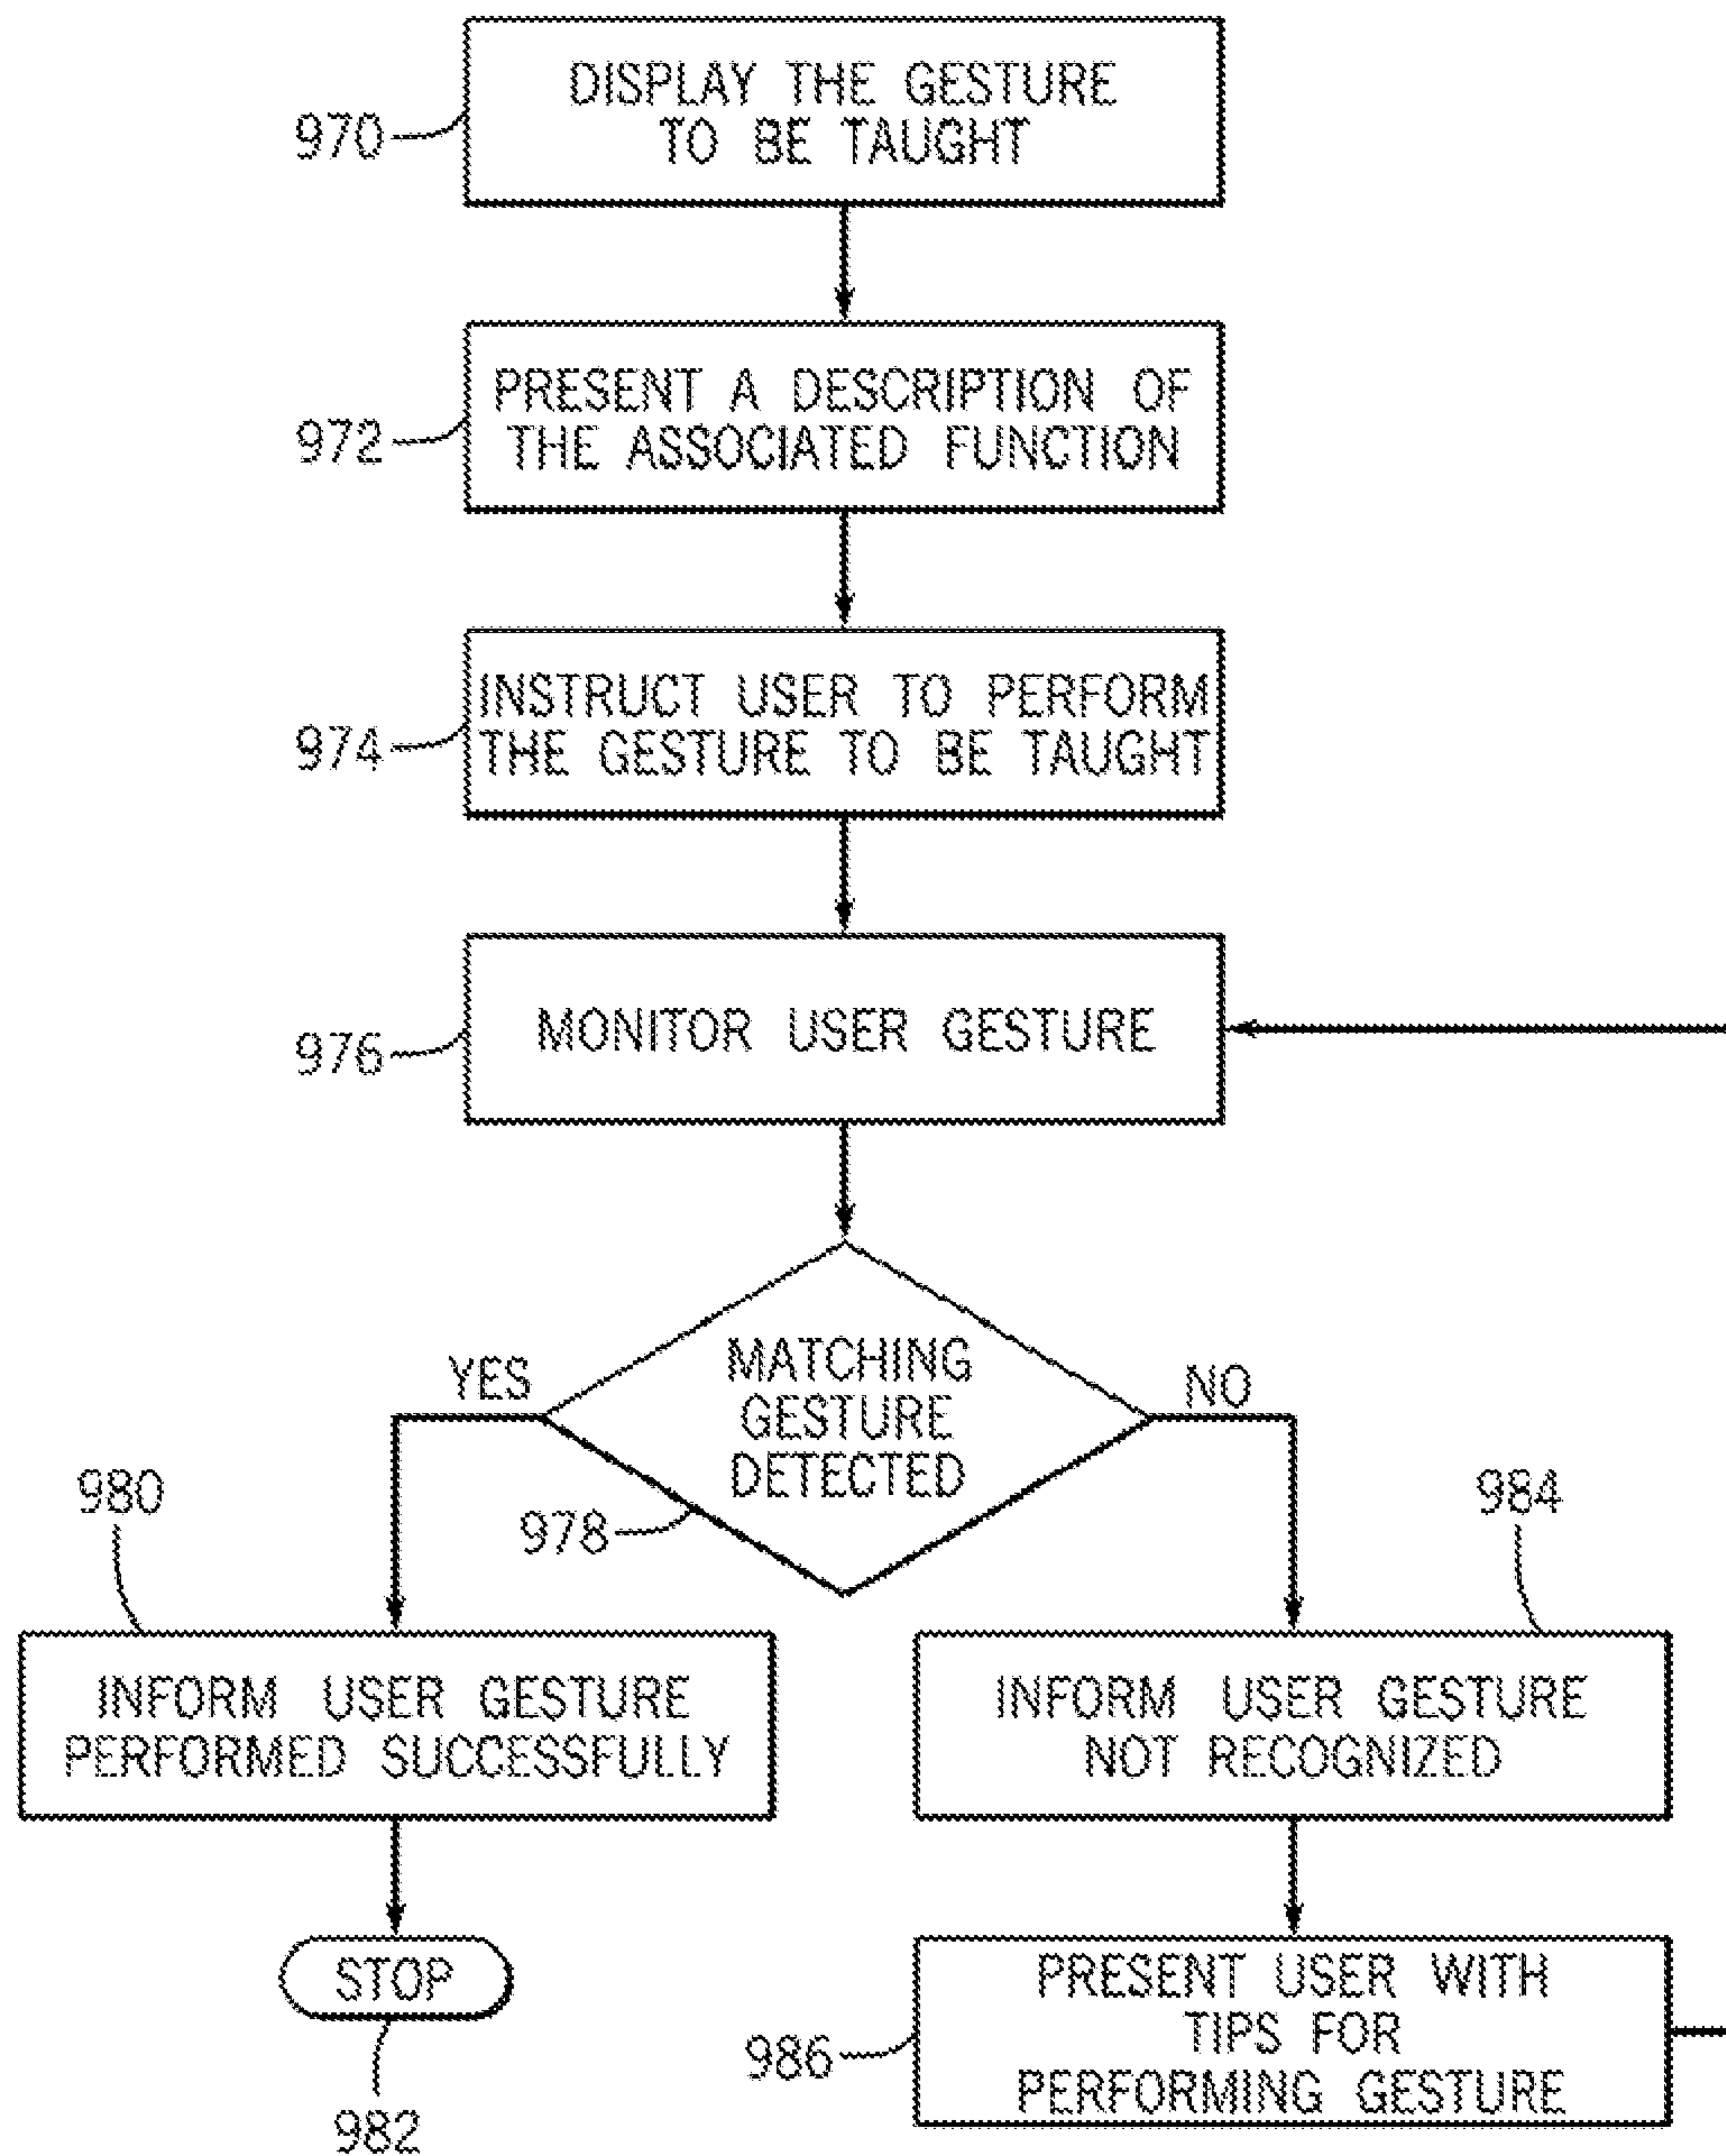 DISPLAY THE GESTURE
TO BE TAUGHT
970
PRESENT A DESCRIPTION OF
THE ASSOCIATED FUNCTION
972
INSTRUCT USER TO PERFORM
THE GESTURE TO BE TAUGHT
974
MONITOR USER GESTURE
976
MATCHING
GESTURE
DETECTED
YES
NO
978
980
984
INFORM USER GESTURE
PERFORMED SUCCESSFULLY
INFORM USER GESTURE
NOT RECOGNIZED
STOP
982
PRESENT USER WITH
TIPS FOR
PERFORMING GESTURE
986